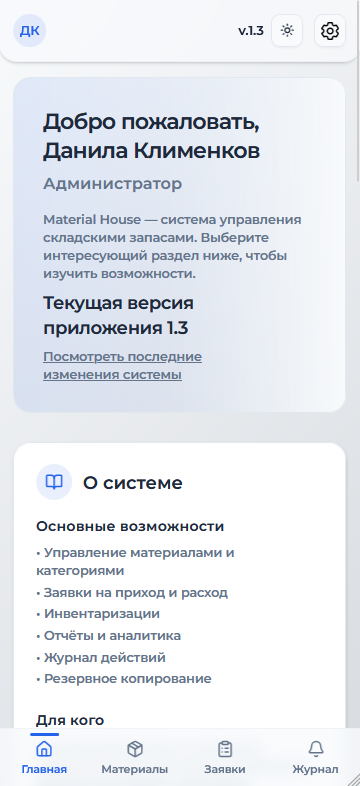 ДК
v.1.3
Добро пожаловать,
Данила Клименков
Администратор
Material House — система управления
складскими запасами. Выберите
интересующий раздел ниже, чтобы
изучить возможности.
Текущая версия
приложения 1.3
Посмотреть последние
изменения системы
О системе
Основные возможности
• Управление материалами и
категориями
• Заявки на приход и расход
• Инвентаризации
• Отчёты и аналитика
• Журнал действий
• Резервное копирование
Для кого
Главная
Материалы
Заявки
Журнал